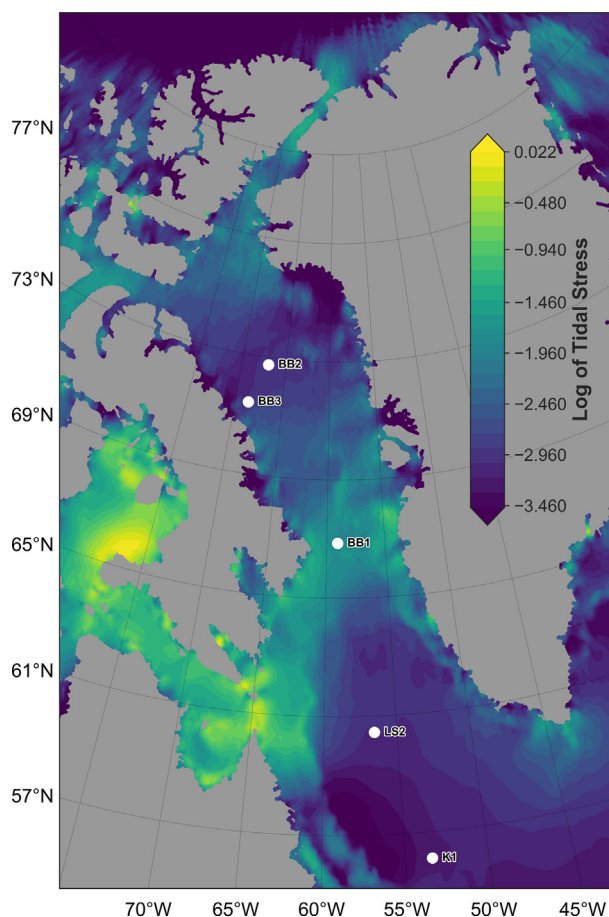 77°N
73°N
69°N
65°N
61°N
57°N
0.022
−0.480
−0.940
−1.460
−1.960
−2.460
−2.960
−3.460
Log of Tidal Stress
BB2
BB3
BB1
LS2
K1
70°W
65°W
60°W
55°W
50°W
45°W